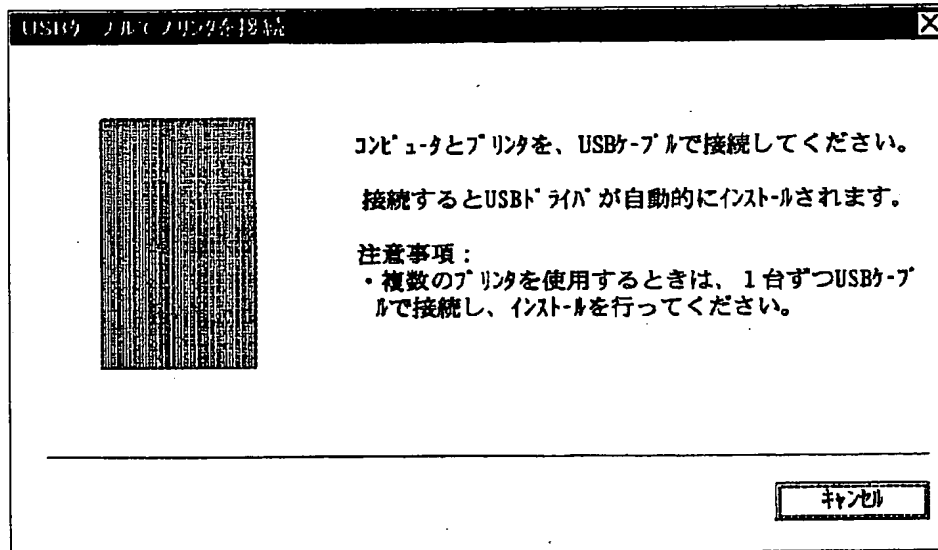 USBケーブルでプリンタを接続
コンピュータとプリンタを、USBケーブルで接続してください。
接続するとUSBドライバが自動的にインストールされます。
注意事項：
・複数のプリンタを使用するときは、１台ずつUSBケーブ
ルで接続し、インストールを行ってください。
キャンセル